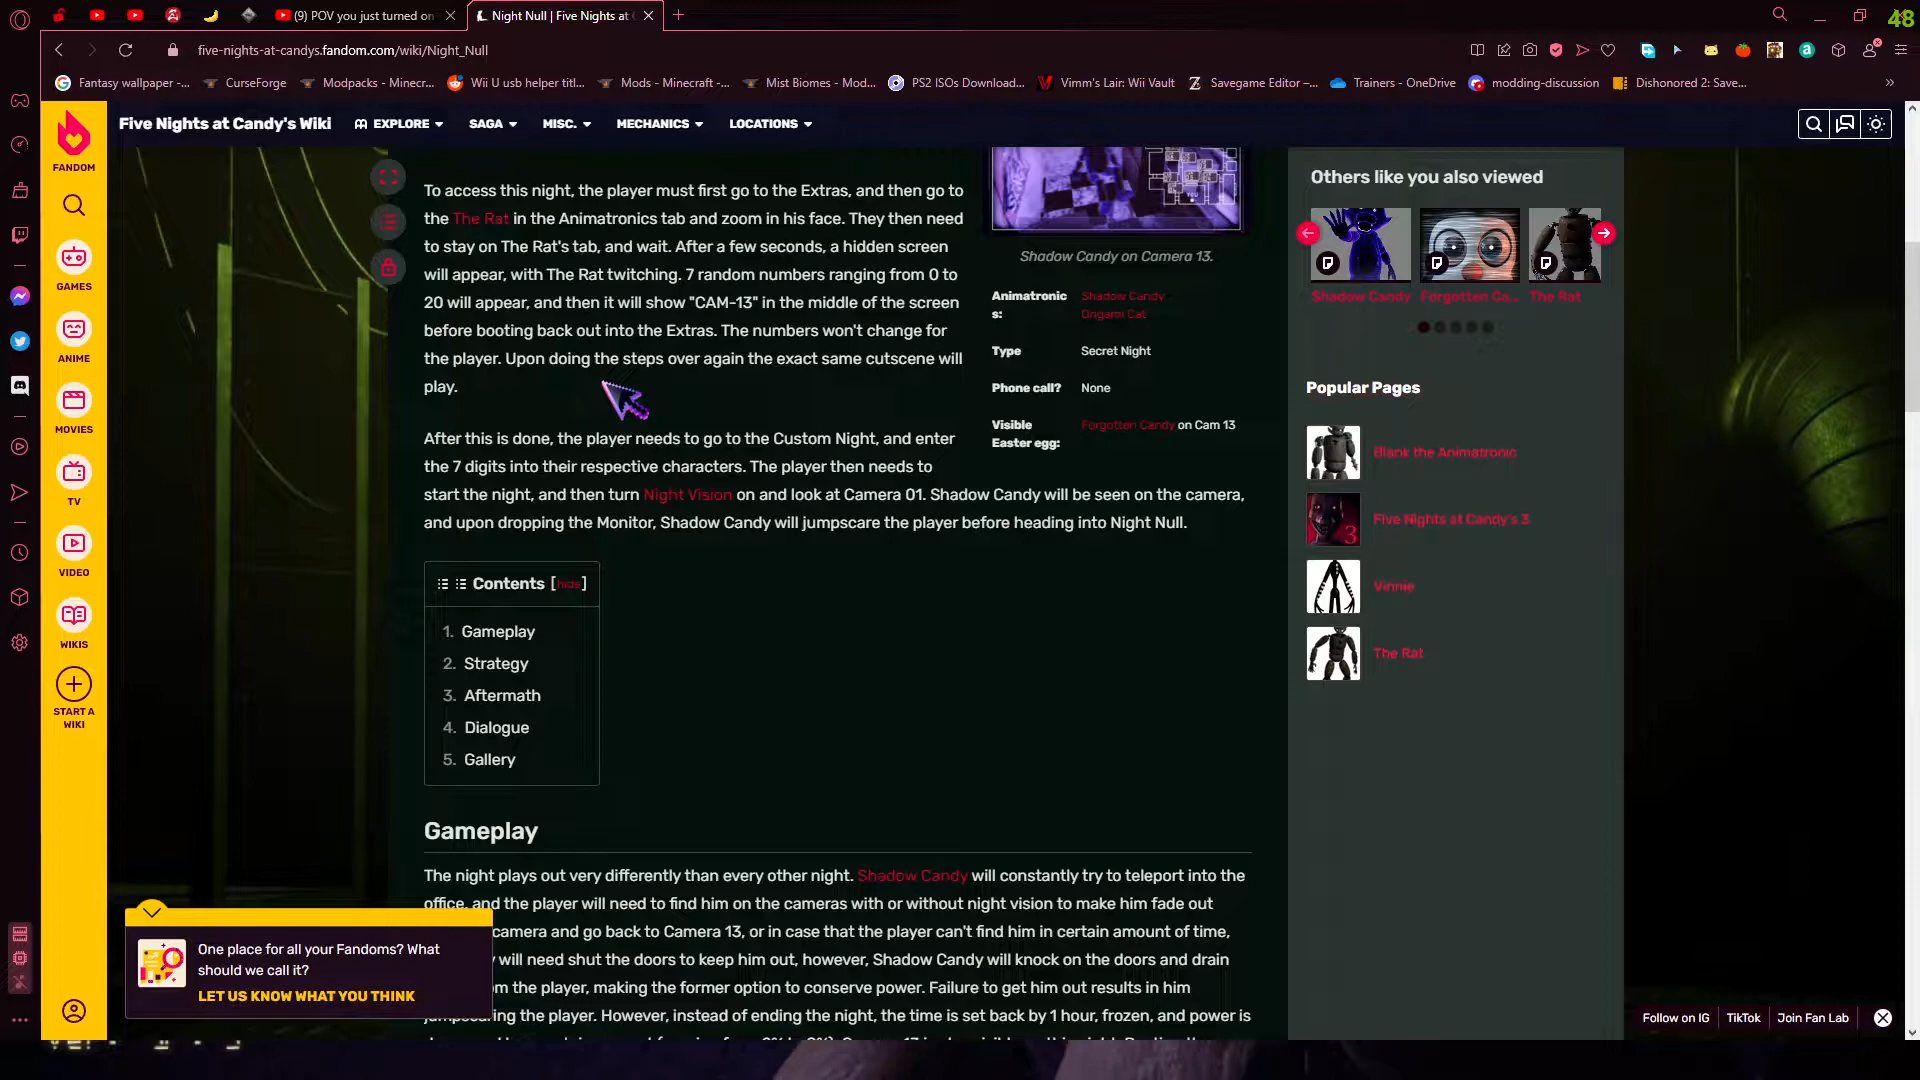 (9) POV you just turned on
Night Null | Five Nights at
48
five-nights-at-candys.fandom.com/wiki/Night_Null
Fantasy wallpaper -...
CurseForge
Modpacks - Minecr...
Wii U usb helper titl...
Mods - Minecraft -...
Mist Biomes - Mod...
PS2 ISOs Download...
Vimm's Lair: Wii Vault
Savegame Editor –...
Trainers - OneDrive
modding-discussion
Dishonored 2: Save...
Five Nights at Candy's Wiki
EXPLORE
SAGA
MISC.
MECHANICS
LOCATIONS
FANDOM
GAMES
ANIME
MOVIES
TV
VIDEO
WIKIS
START A
WIKI
To access this night, the player must first go to the Extras, and then go to
the The Rat in the Animatronics tab and zoom in his face. They then need
to stay on The Rat's tab, and wait. After a few seconds, a hidden screen
will appear, with The Rat twitching. 7 random numbers ranging from 0 to
20 will appear, and then it will show "CAM-13" in the middle of the screen
before booting back out into the Extras. The numbers won't change for
the player. Upon doing the steps over again the exact same cutscene will
play.
After this is done, the player needs to go to the Custom Night, and enter
the 7 digits into their respective characters. The player then needs to
start the night, and then turn Night Vision on and look at Camera 01. Shadow Candy will be seen on the camera,
and upon dropping the Monitor, Shadow Candy will jumpscare the player before heading into Night Null.
Shadow Candy on Camera 13.
Animatronic
s:
Shadow Candy
Origami Cat
Type
Secret Night
Phone call?
None
Visible
Easter egg:
Forgotten Candy on Cam 13
Contents [hide]
1. Gameplay
2. Strategy
3. Aftermath
4. Dialogue
5. Gallery
Gameplay
The night plays out very differently than every other night. Shadow Candy will constantly try to teleport into the
office, and the player will need to find him on the cameras with or without night vision to make him fade out
camera and go back to Camera 13, or in case that the player can't find him in certain amount of time,
will need shut the doors to keep him out, however, Shadow Candy will knock on the doors and drain
the player, making the former option to conserve power. Failure to get him out results in him
the player. However, instead of ending the night, the time is set back by 1 hour, frozen, and power is
One place for all your Fandoms? What
should we call it?
LET US KNOW WHAT YOU THINK
Others like you also viewed
Shadow Candy
Forgotten Ca...
The Rat
Popular Pages
Blank the Animatronic
Five Nights at Candy's 3
3
Vinnie
The Rat
Follow on IG
TikTok
Join Fan Lab